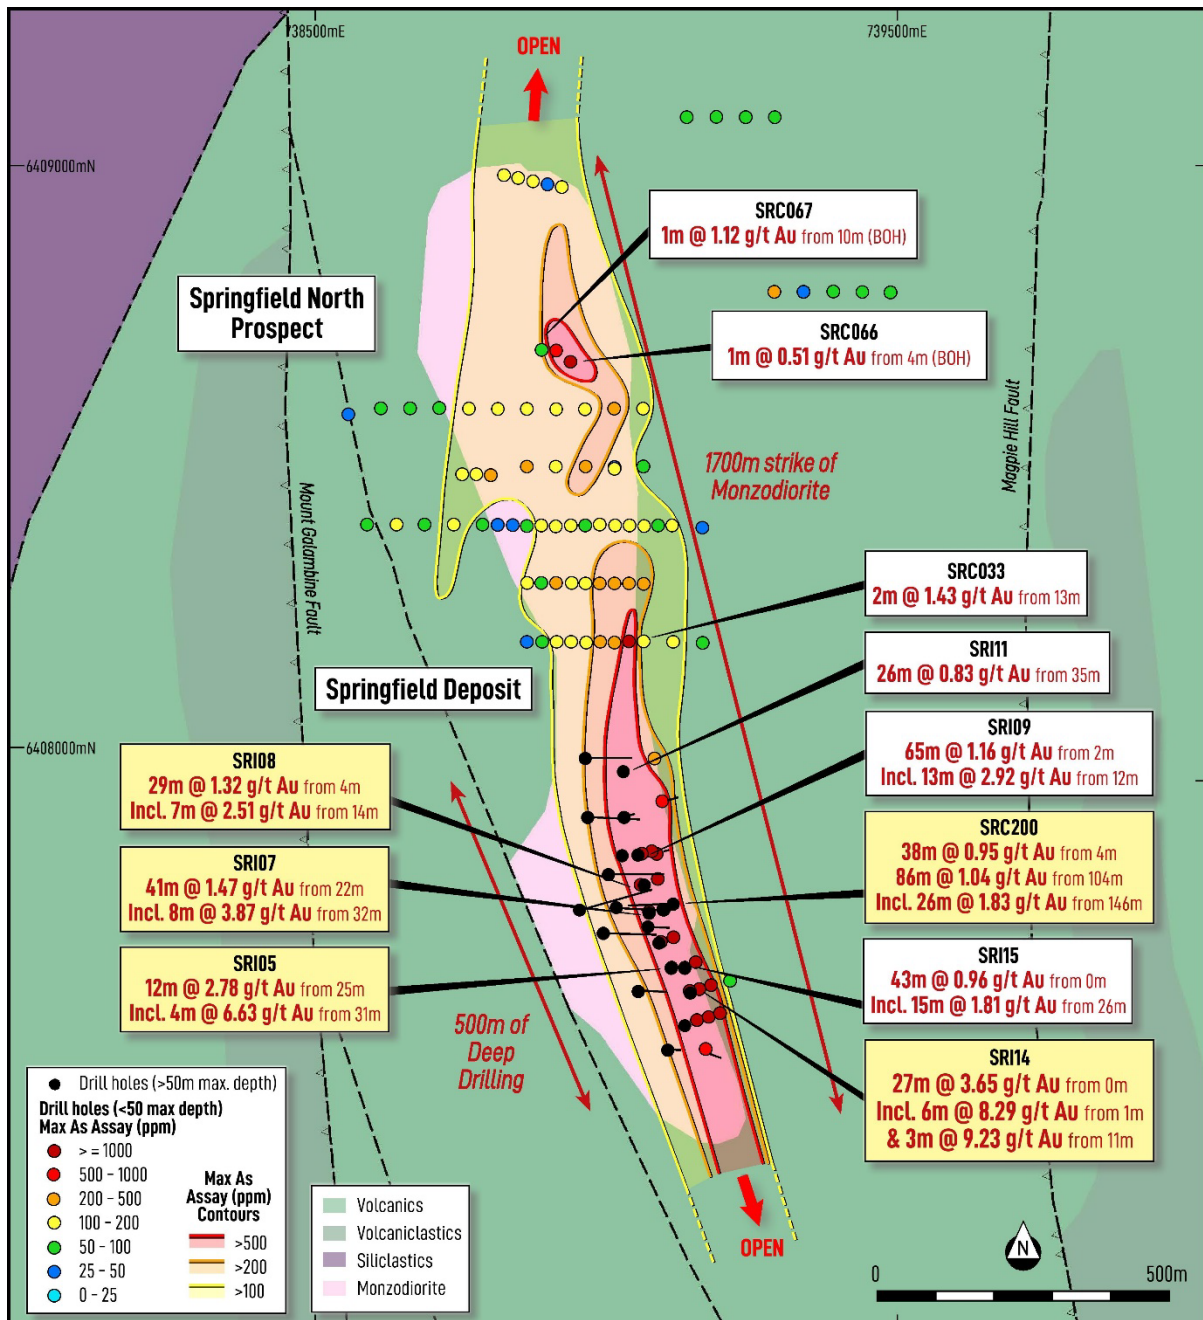 738500mE
739500mE
OPEN
6409000mN
SRC067
1m @ 1.12 g/t Au from 10m (BOH)
Springfield North
Prospect
SRC066
1m @ 0.51 g/t Au from 4m (BOH)
Magpie Hill Fault
1700m strike of
Monzodiorite
Mount Galambine Fault
SRC033
2m @ 1.43 g/t Au from 13m
SRI11
26m @ 0.83 g/t Au from 35m
Springfield Deposit
SRI09
65m @ 1.16 g/t Au from 2m
Incl. 13m @ 2.92 g/t Au from 12m
6408000mN
SRI08
29m @ 1.32 g/t Au from 4m
Incl. 7m @ 2.51 g/t Au from 14m
SRC200
38m @ 0.95 g/t Au from 4m
86m @ 1.04 g/t Au from 104m
Incl. 26m @ 1.83 g/t Au from 146m
SRI07
41m @ 1.47 g/t Au from 22m
Incl. 8m @ 3.87 g/t Au from 32m
SRI15
43m @ 0.96 g/t Au from 0m
Incl. 15m @ 1.81 g/t Au from 26m
SRI05
12m @ 2.78 g/t Au from 25m
Incl. 4m @ 6.63 g/t Au from 31m
500m of
Deep
Drilling
SRI14
27m @ 3.65 g/t Au from 0m
Incl. 6m @ 8.29 g/t Au from 1m
& 3m @ 9.23 g/t Au from 11m
Drill holes (>50m max. depth)
Drill holes (<50 max depth)
Max As Assay (ppm)
> = 1000
500 - 1000
200 - 500
100 - 200
50 - 100
25 - 50
0 - 25
Max As
Assay (ppm)
Contours
>500
>200
>100
Volcanics
Volcaniclastics
Siliclastics
Monzodiorite
OPEN
N
0
500m